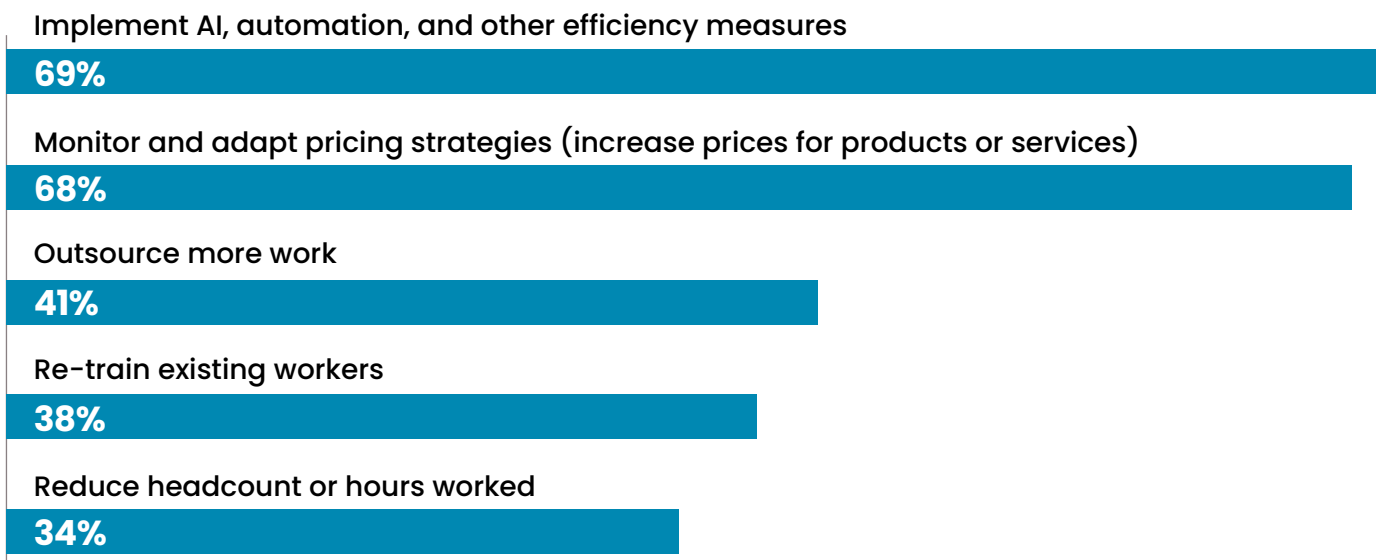 Implement AI, automation, and other efficiency measures
69%
Monitor and adapt pricing strategies (increase prices for products or services)
68%
Outsource more work
41%
Re-train existing workers
38%
Reduce headcount or hours worked
34%